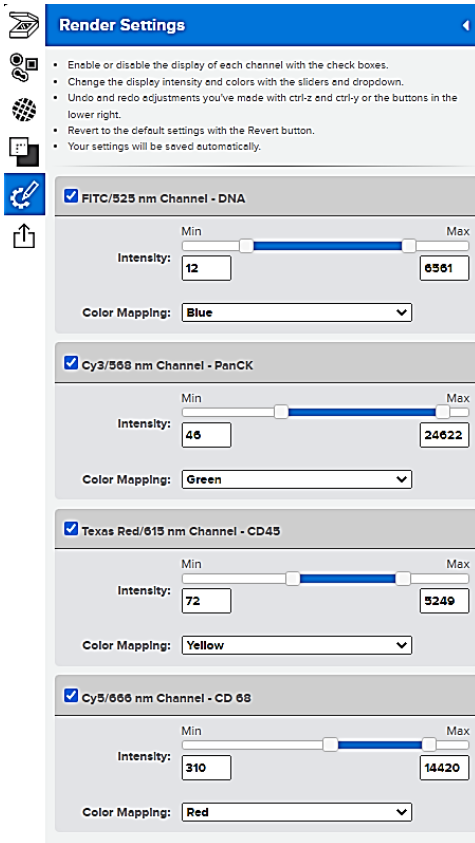 Render Settings
• Enable or disable the display of each channel with the check boxes.
• Change the display intensity and colors with the sliders and dropdown.
• Undo and redo adjustments you've made with ctrl-z and ctrl-y or the buttons in the
lower right.
• Revert to the default settings with the Revert button.
• Your settings will be saved automatically.
FITC/525 nm Channel - DNA
Min Max
Intensity:
12 6561
Color Mapping: Blue
Cy3/568 nm Channel - PanCK
Min Max
Intensity:
46 24622
Color Mapping: Green
Texas Red/615 nm Channel - CD45
Min Max
Intensity:
72 5249
Color Mapping: Yellow
Cy5/666 nm Channel - CD 68
Min Max
Intensity:
310 14420
Color Mapping: Red